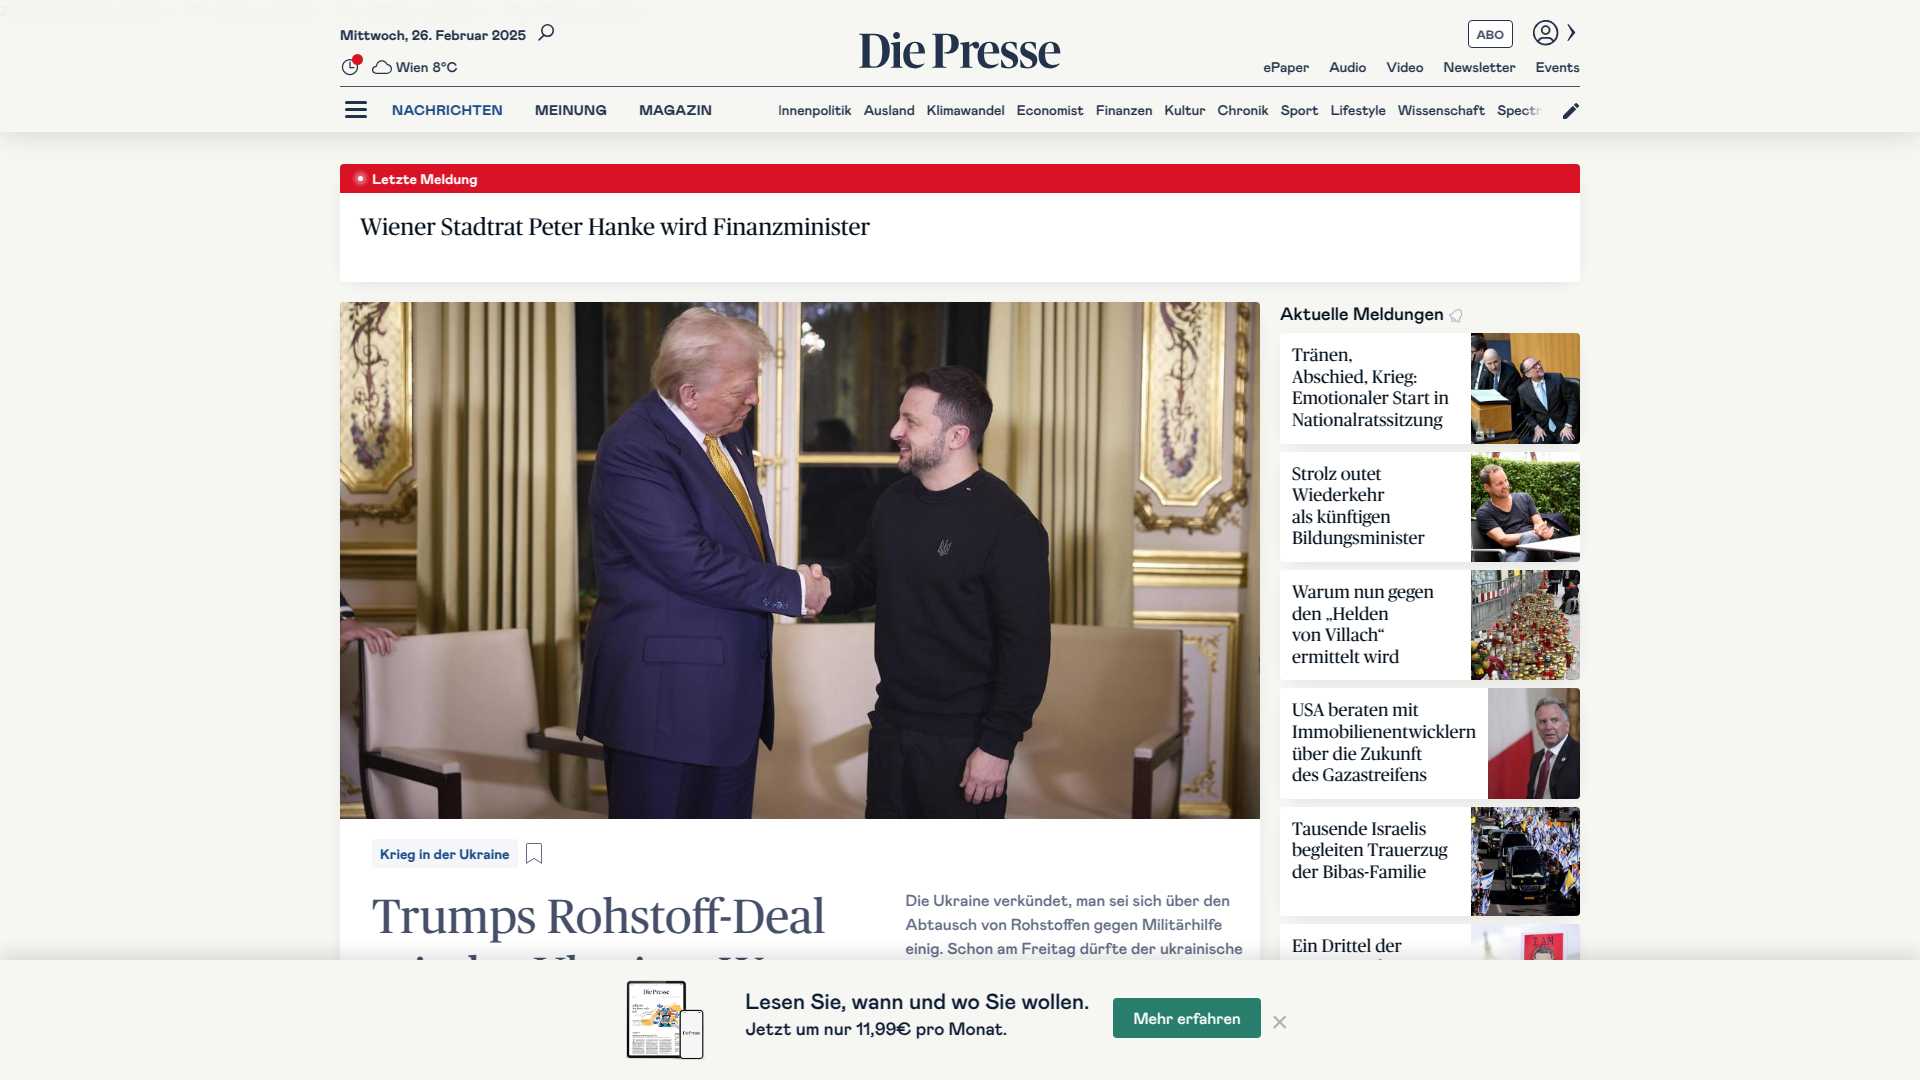 Mittwoch, 26. Februar 2025
Wien 8°C
Die Presse
ABO
ePaper Audio Video Newsletter Events
NACHRICHTEN MEINUNG MAGAZIN
Innenpolitik Ausland Klimawandel Economist Finanzen Kultur Chronik Sport Lifestyle Wissenschaft Spectr
Letzte Meldung
Wiener Stadtrat Peter Hanke wird Finanzminister
Krieg in der Ukraine
Trumps Rohstoff-Deal
Die Ukraine verkündet, man sei sich über den
Abtausch von Rohstoffen gegen Militärhilfe
einig. Schon am Freitag dürfte der ukrainische
Aktuelle Meldungen
Tränen,
Abschied, Krieg:
Emotionaler Start in
Nationalratssitzung
Strolz outet
Wiederkehr
als künftigen
Bildungsminister
Warum nun gegen
den „Helden
von Villach“
ermittelt wird
USA beraten mit
Immobilienentwicklern
über die Zukunft
des Gazastreifens
Tausende Israelis
begleiten Trauerzug
der Bibas-Familie
Ein Drittel der
I AM
Die Presse
Die Presse
Lesen Sie, wann und wo Sie wollen.
Jetzt um nur 11,99€ pro Monat.
Mehr erfahren